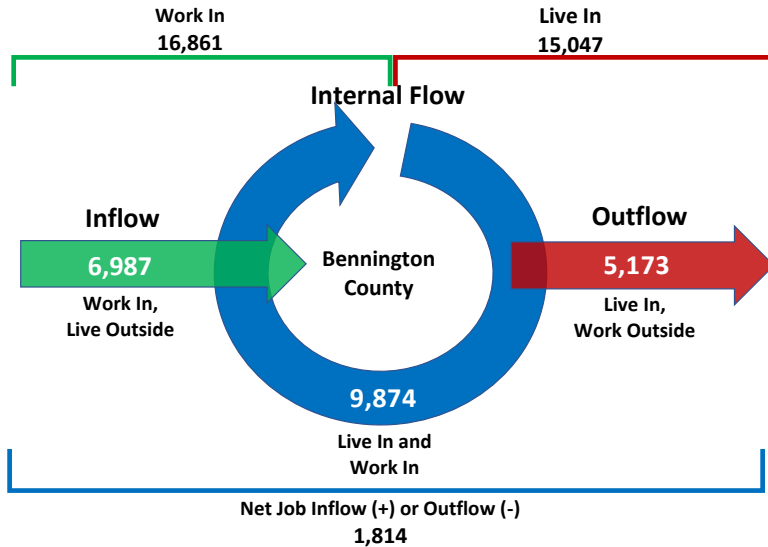 Work In
16,861
Live In
15,047
Internal Flow
Inflow
6,987
Work In,
Live Outside
Bennington
County
Outflow
5,173
Live In,
Work Outside
9,874
Live In and
Work In
Net Job Inflow (+) or Outflow (-)
1,814